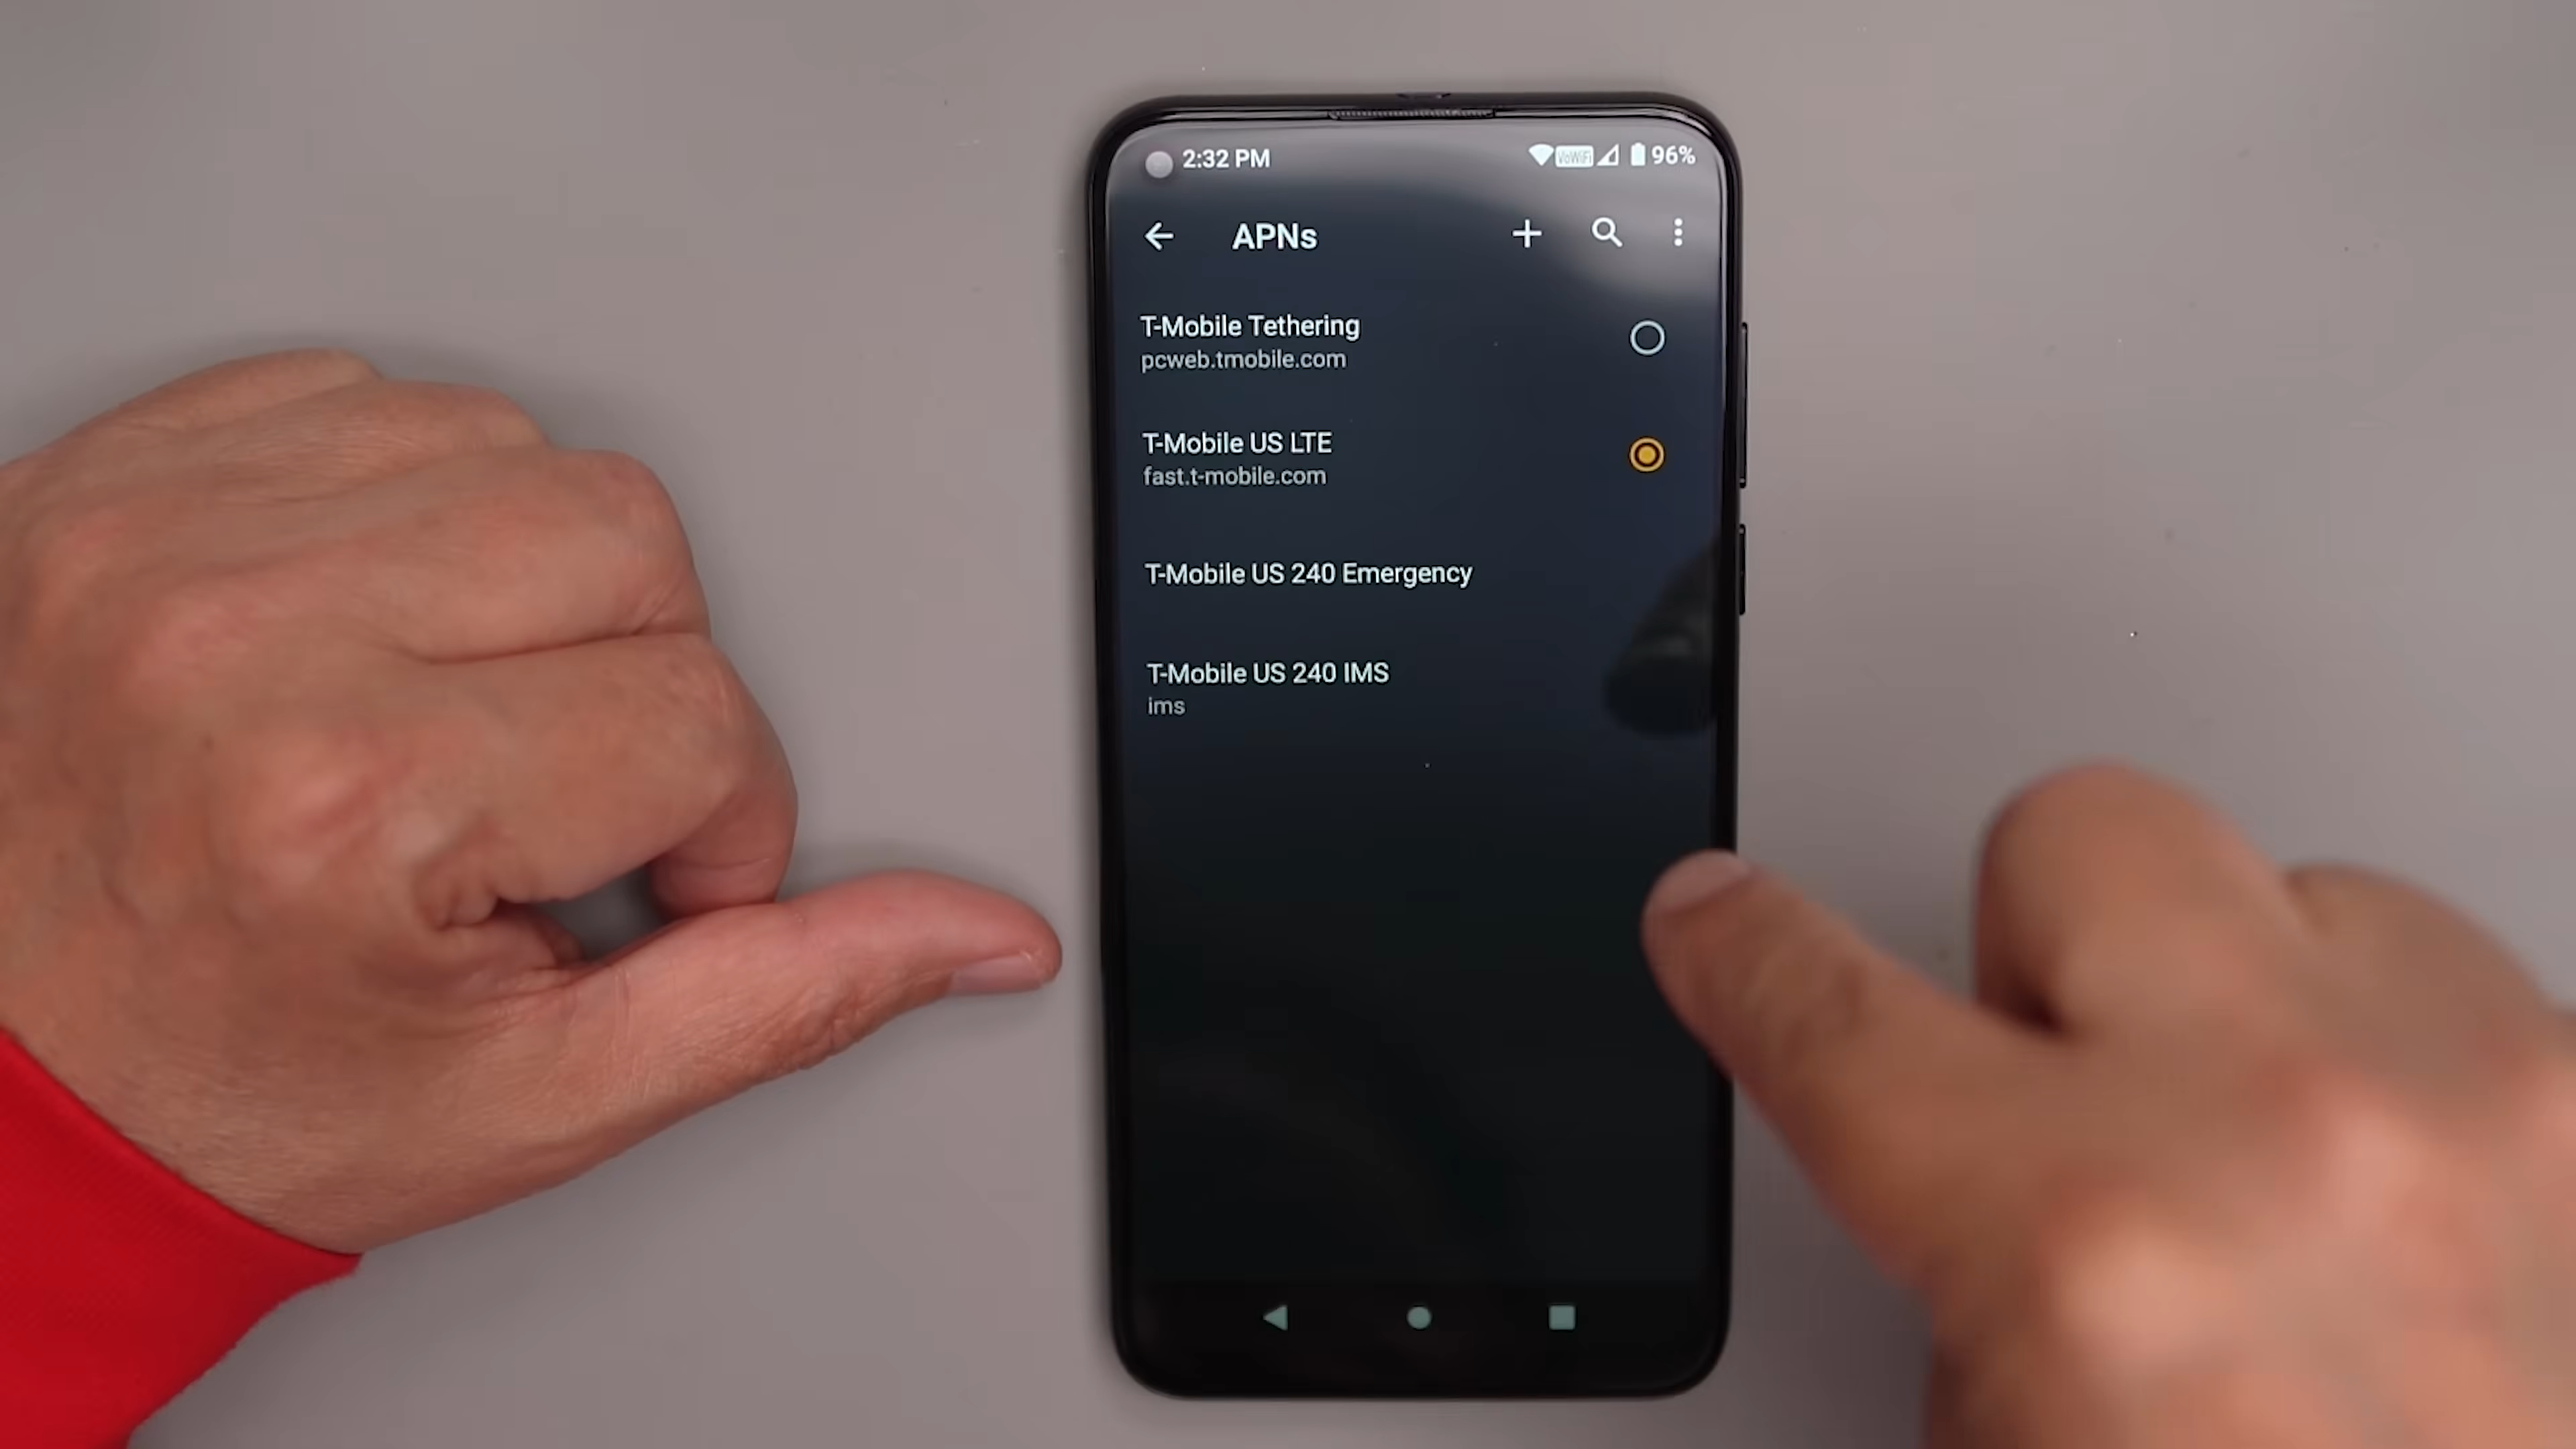 2:32 PM
VoWiFi
96%
APNs
T-Mobile Tethering
pcweb.tmobile.com
T-Mobile US LTE
fast.t-mobile.com
T-Mobile US 240 Emergency
T-Mobile US 240 IMS
ims